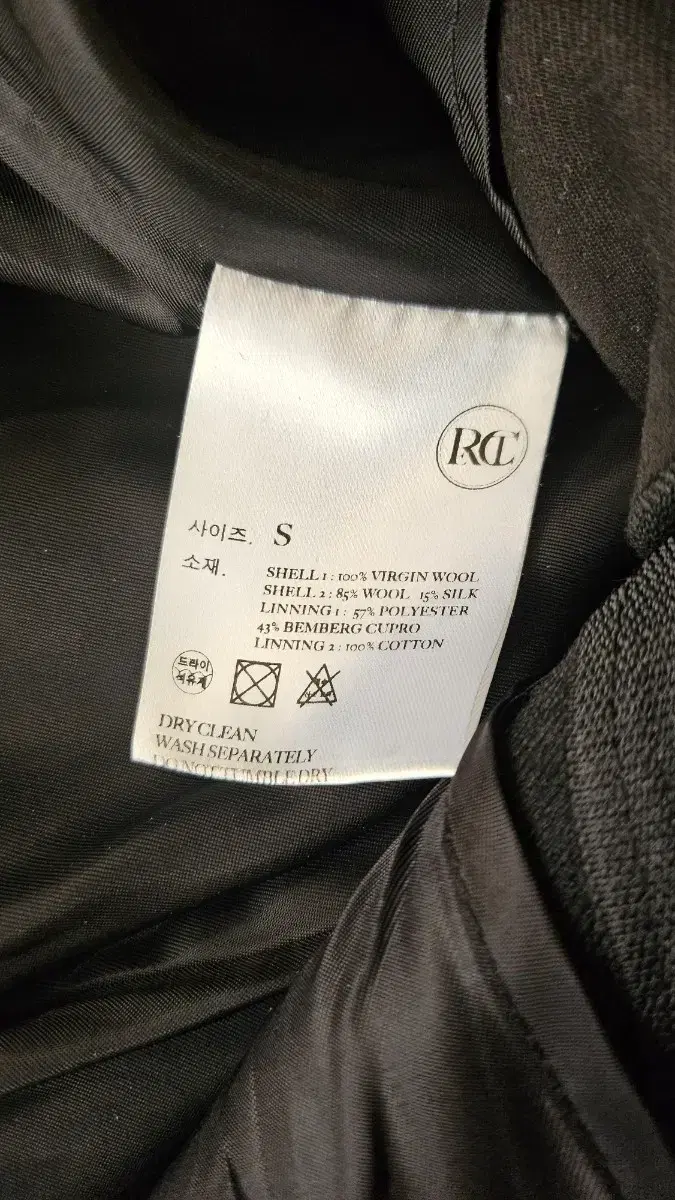 RCT
사이즈. S
소재.
SHELL 1 : 100% VIRGIN WOOL
SHELL 2 : 85% WOOL 15% SILK
LINNING 1 : 57% POLYESTER
43% BEMBERG CUPRO
LINNING 2 : 100% COTTON
드라이
석유계
DRY CLEAN
WASH SEPARATELY
DO NOT TUMBLE DRY